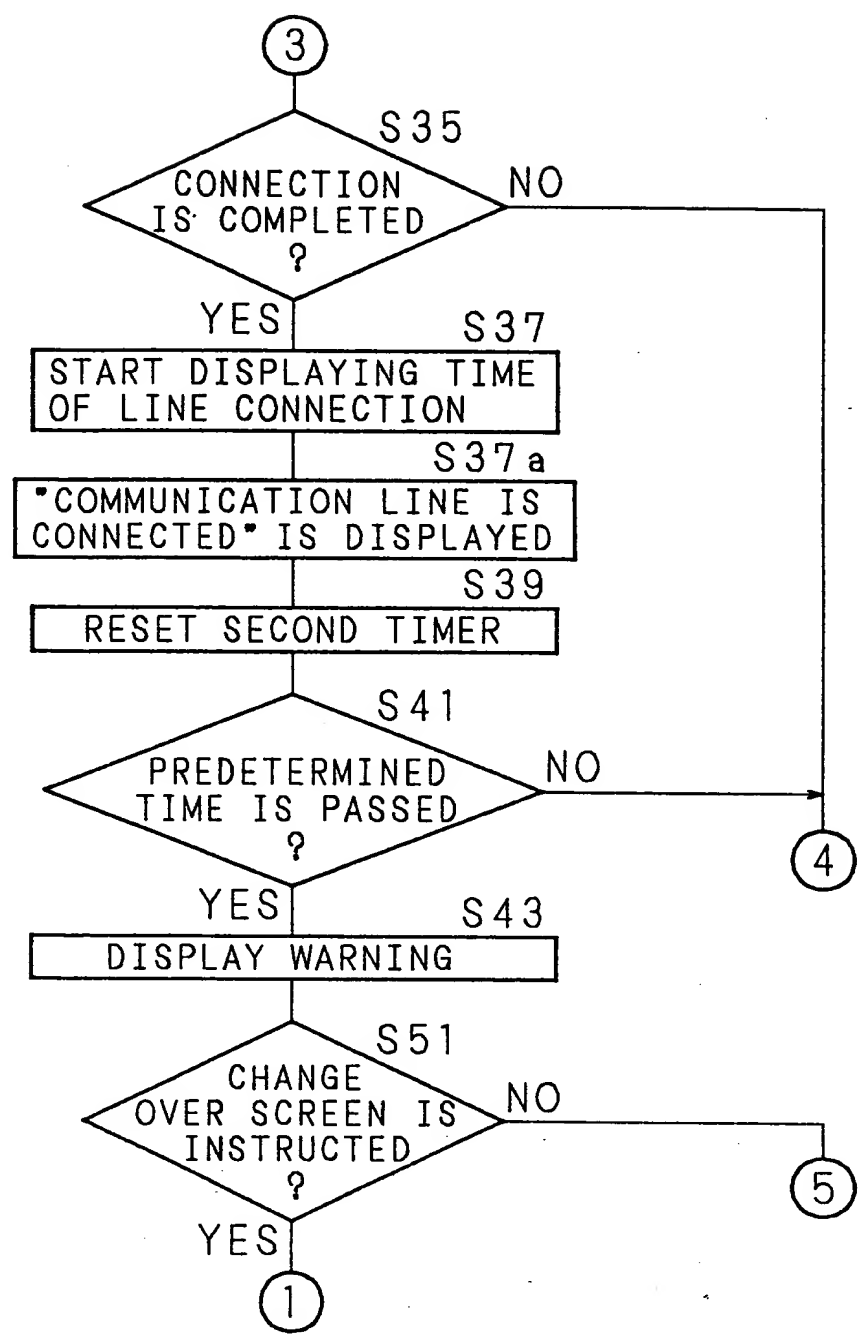 3
S35
CONNECTION
IS COMPLETED
?
NO
YES
S37
START DISPLAYING TIME
OF LINE CONNECTION
S37a
"COMMUNICATION LINE IS
CONNECTED" IS DISPLAYED
S39
RESET SECOND TIMER
S41
PREDETERMINED
TIME IS PASSED
?
NO
4
YES
S43
DISPLAY WARNING
S51
CHANGE
OVER SCREEN IS
INSTRUCTED
?
NO
5
YES
1